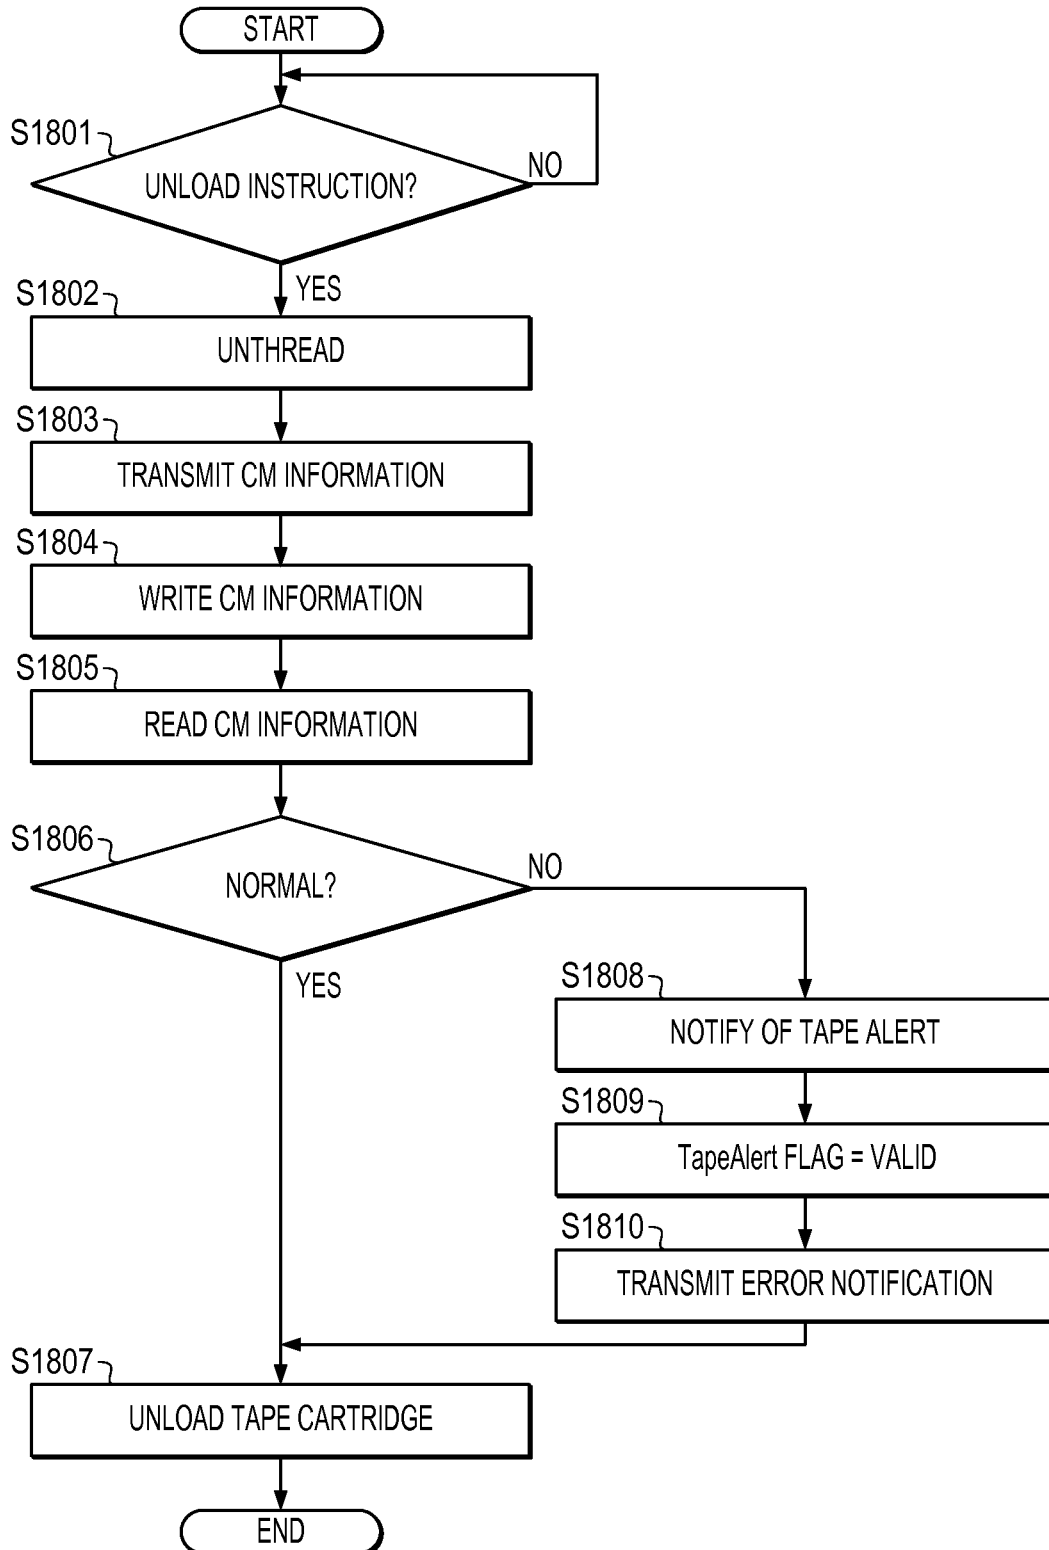 START
S1801
UNLOAD INSTRUCTION?
NO
YES
S1802
UNTHREAD
S1803
TRANSMIT CM INFORMATION
S1804
WRITE CM INFORMATION
S1805
READ CM INFORMATION
S1806
NORMAL?
NO
YES
S1808
NOTIFY OF TAPE ALERT
S1809
TapeAlert FLAG = VALID
S1810
TRANSMIT ERROR NOTIFICATION
S1807
UNLOAD TAPE CARTRIDGE
END